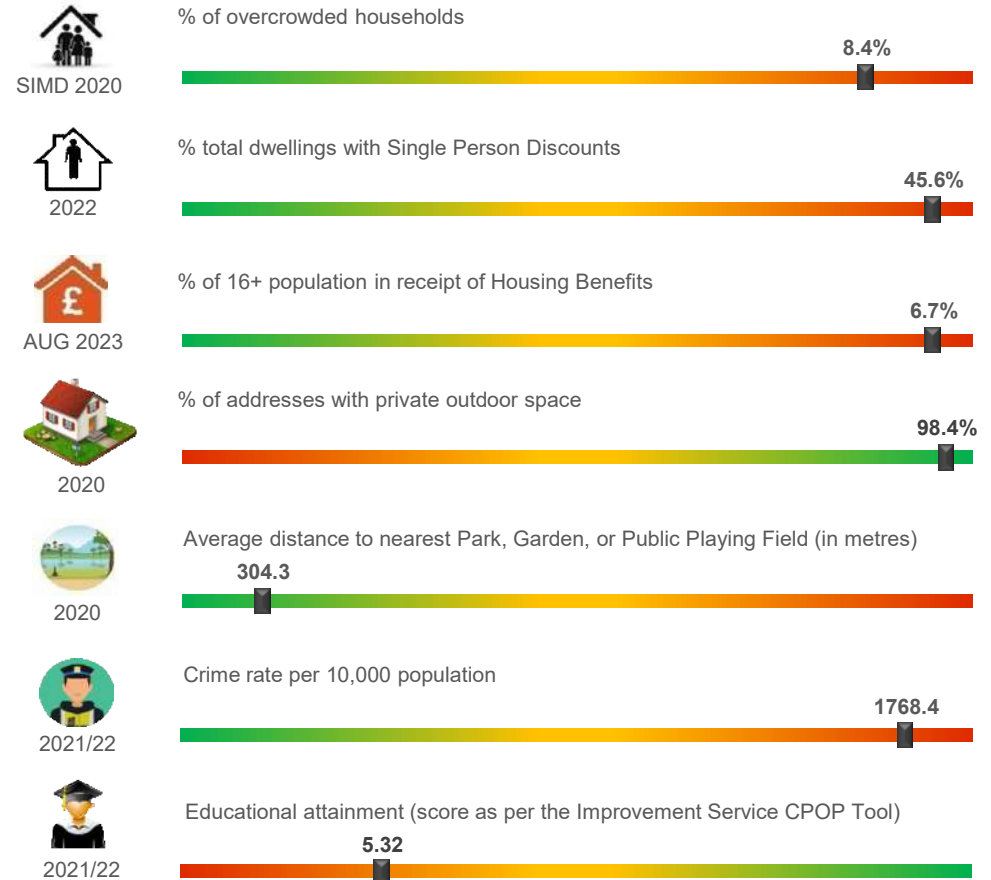 % of overcrowded households
8.4%
SIMD 2020
% total dwellings with Single Person Discounts
45.6%
2022
% of 16+ population in receipt of Housing Benefits
6.7%
£
AUG 2023
% of addresses with private outdoor space
98.4%
2020
Average distance to nearest Park, Garden, or Public Playing Field (in metres)
304.3
2020
Crime rate per 10,000 population
1768.4
2021/22
Educational attainment (score as per the Improvement Service CPOP Tool)
5.32
2021/22